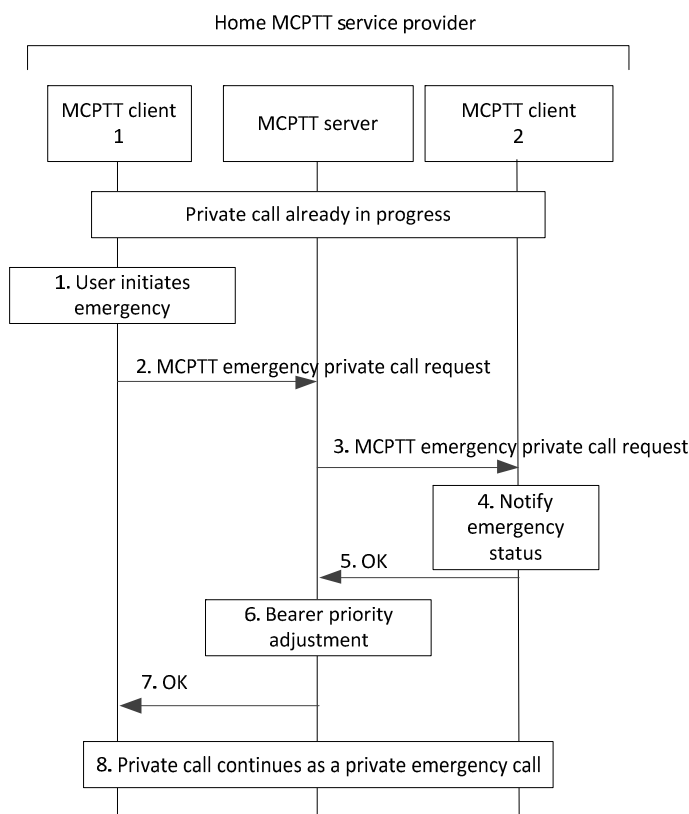 Home MCPTT service provider
MCPTT client
1
MCPTT server
MCPTT client
2
Private call already in progress
1. User initiates
emergency
2. MCPTT emergency private call request
3. MCPTT emergency private call request
4. Notify
emergency
status
5. OK
6. Bearer priority
adjustment
7. OK
8. Private call continues as a private emergency call